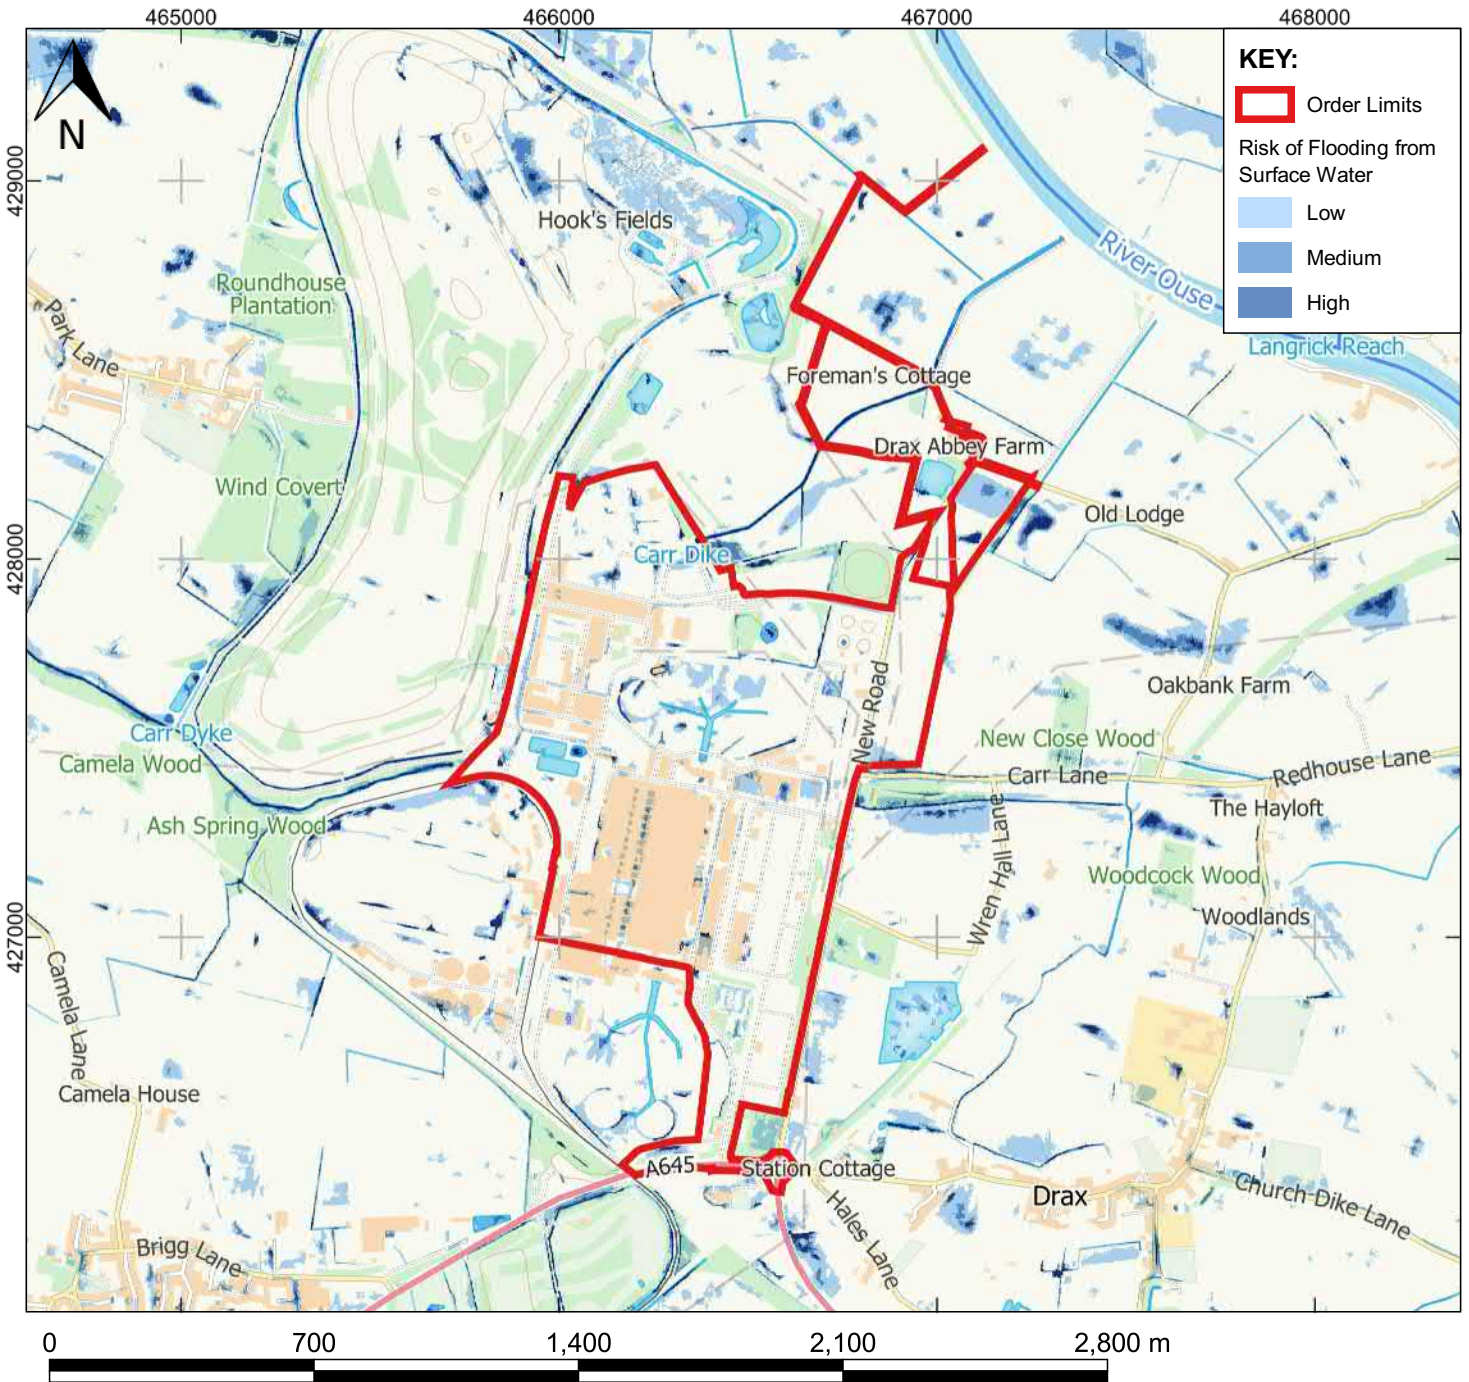 465000
466000
467000
468000
KEY:
Order Limits
Risk of Flooding from
Surface Water
Low
Medium
High
N
429000
428000
427000
Hook's Fields
River Ouse
Roundhouse
Plantation
Park Lane
Langrick Reach
Foreman's Cottage
Drax Abbey Farm
Wind Covert
Old Lodge
Carr Dike
New Road
Oakbank Farm
Carr Dyke
New Close Wood
Camela Wood
Carr Lane
Redhouse Lane
The Hayloft
Ash Spring Wood
Wren Hall Lane
Woodcock Wood
Woodlands
Camela Lane
Camela House
A645
Station Cottage
Drax
Church Dike Lane
Hales Lane
Brigg Lane
0
700
1,400
2,100
2,800 m